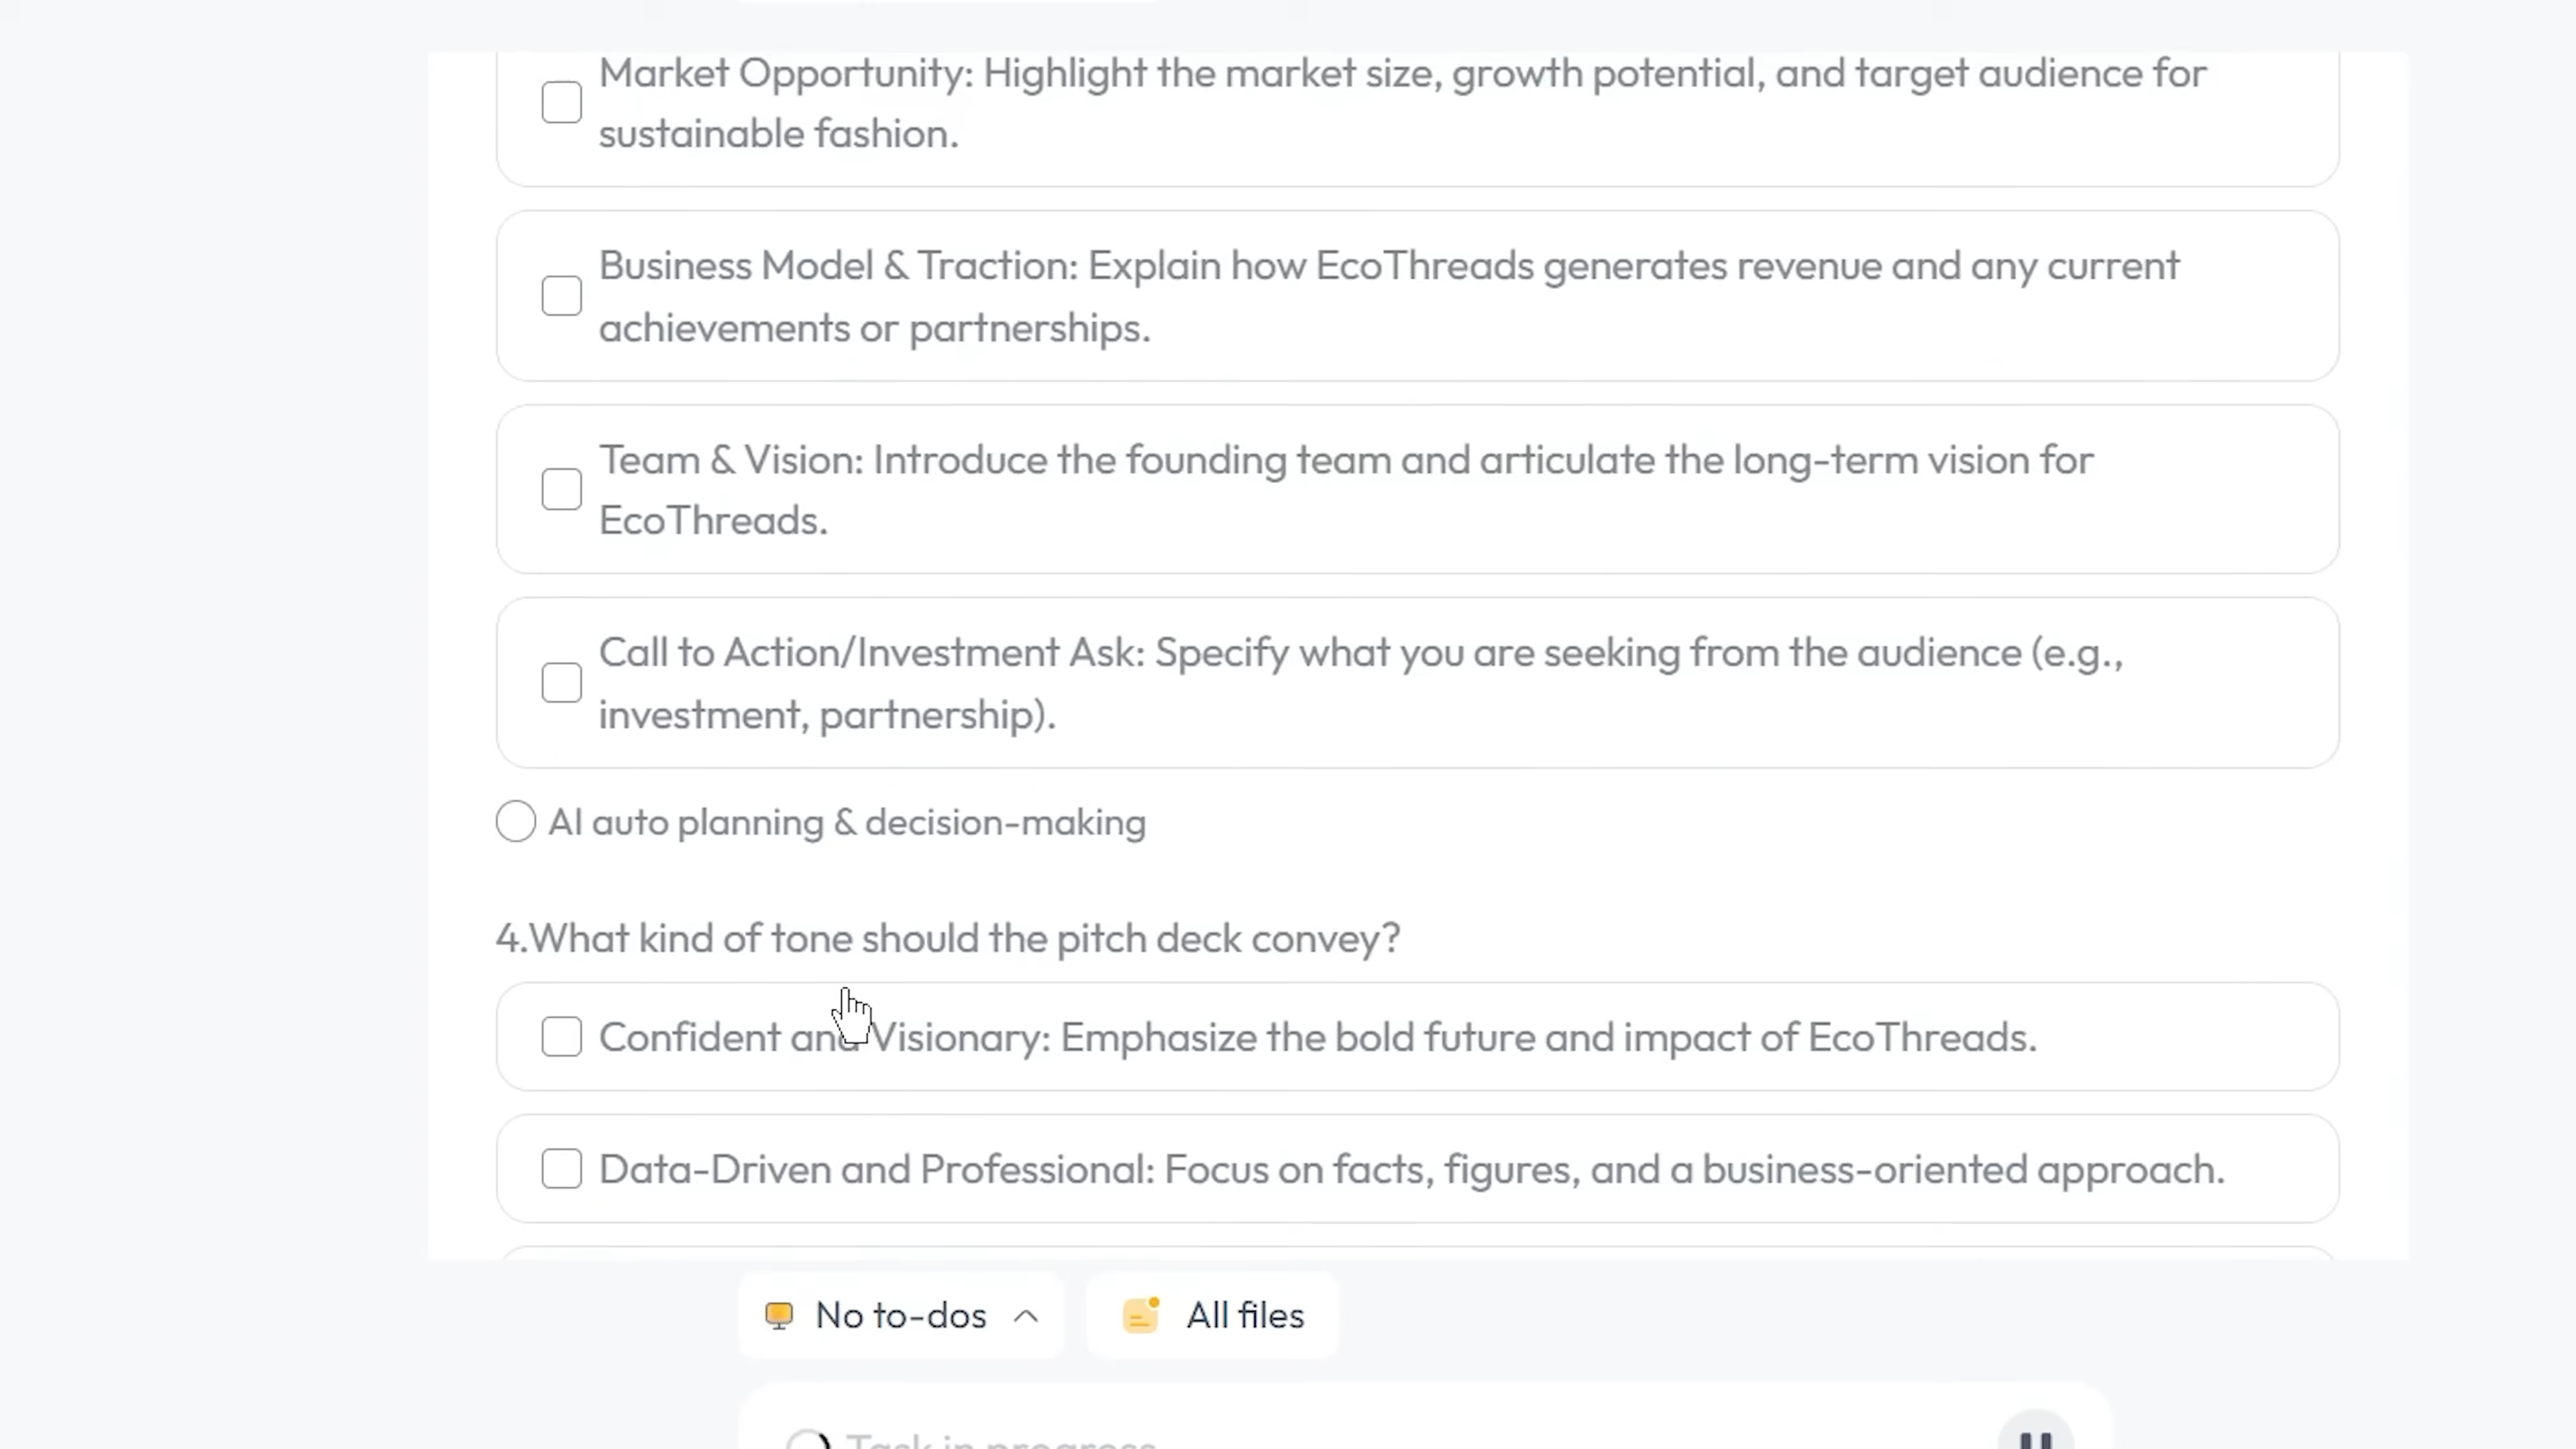 Market Opportunity: Highlight the market size, growth potential, and target audience for
sustainable fashion.
Business Model & Traction: Explain how EcoThreads generates revenue and any current
achievements or partnerships.
Team & Vision: Introduce the founding team and articulate the long-term vision for
EcoThreads.
Call to Action/Investment Ask: Specify what you are seeking from the audience (e.g.,
investment, partnership).
AI auto planning & decision-making
4.What kind of tone should the pitch deck convey?
Confident and Visionary: Emphasize the bold future and impact of EcoThreads.
Data-Driven and Professional: Focus on facts, figures, and a business-oriented approach.
No to-dos
All files
Task in progress